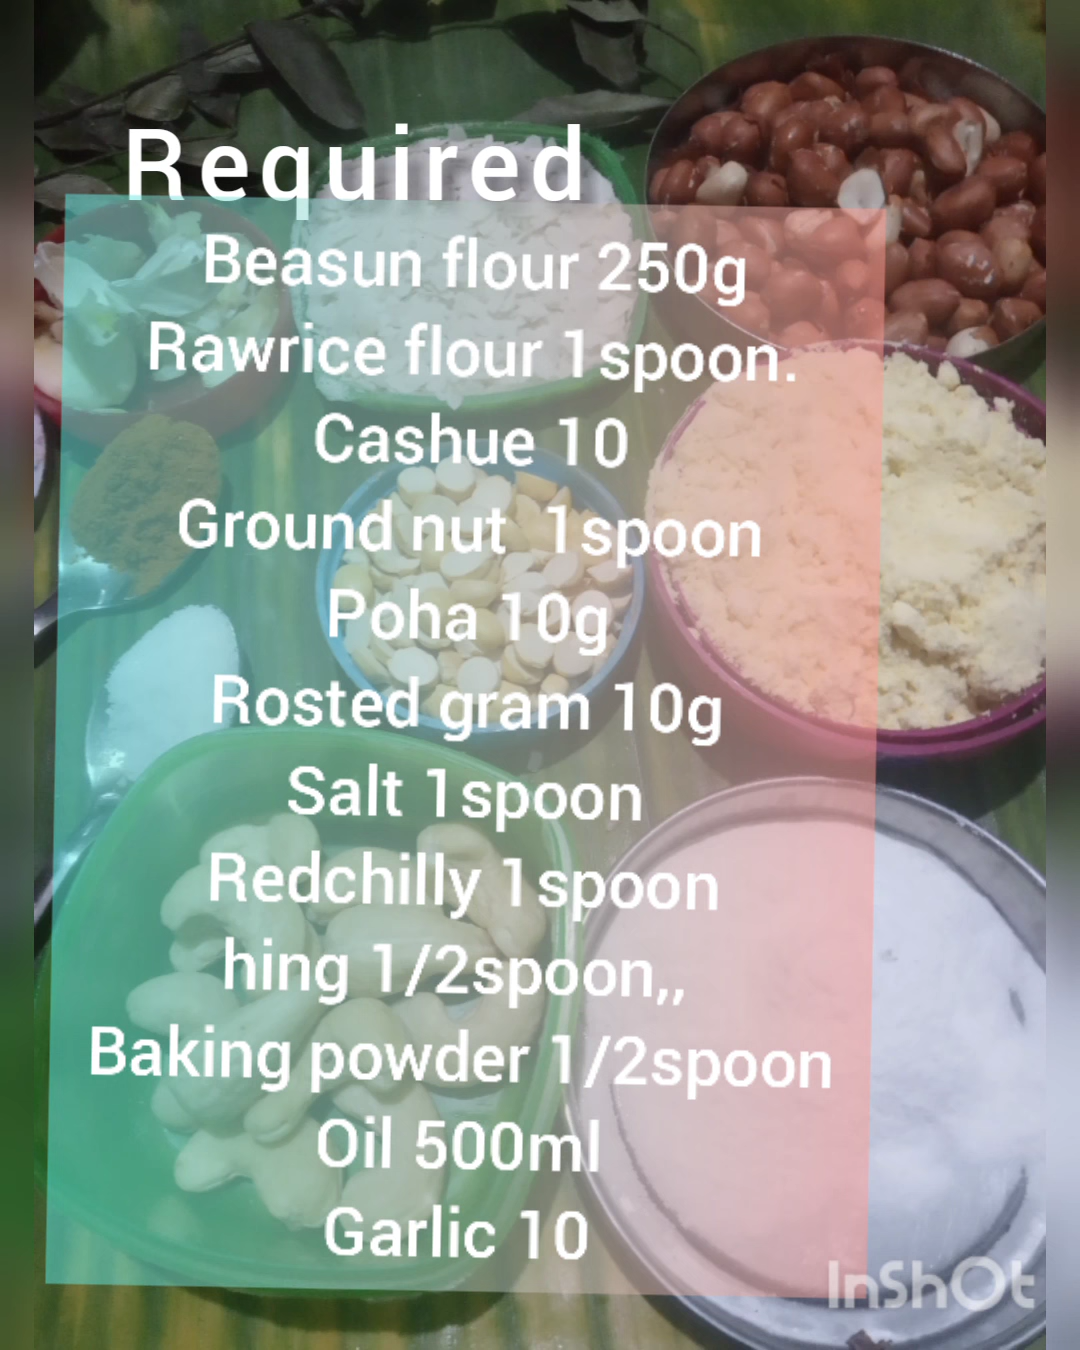 Required
Beasun flour 250g
Rawrice flour 1spoon.
Cashue 10
Ground nut 1spoon
Poha 10g
Rosted gram 10g
Salt 1spoon
Redchilly 1spoon
hing 1/2spoon,,
Baking powder 1/2spoon
Oil 500ml
Garlic 10
InShOt